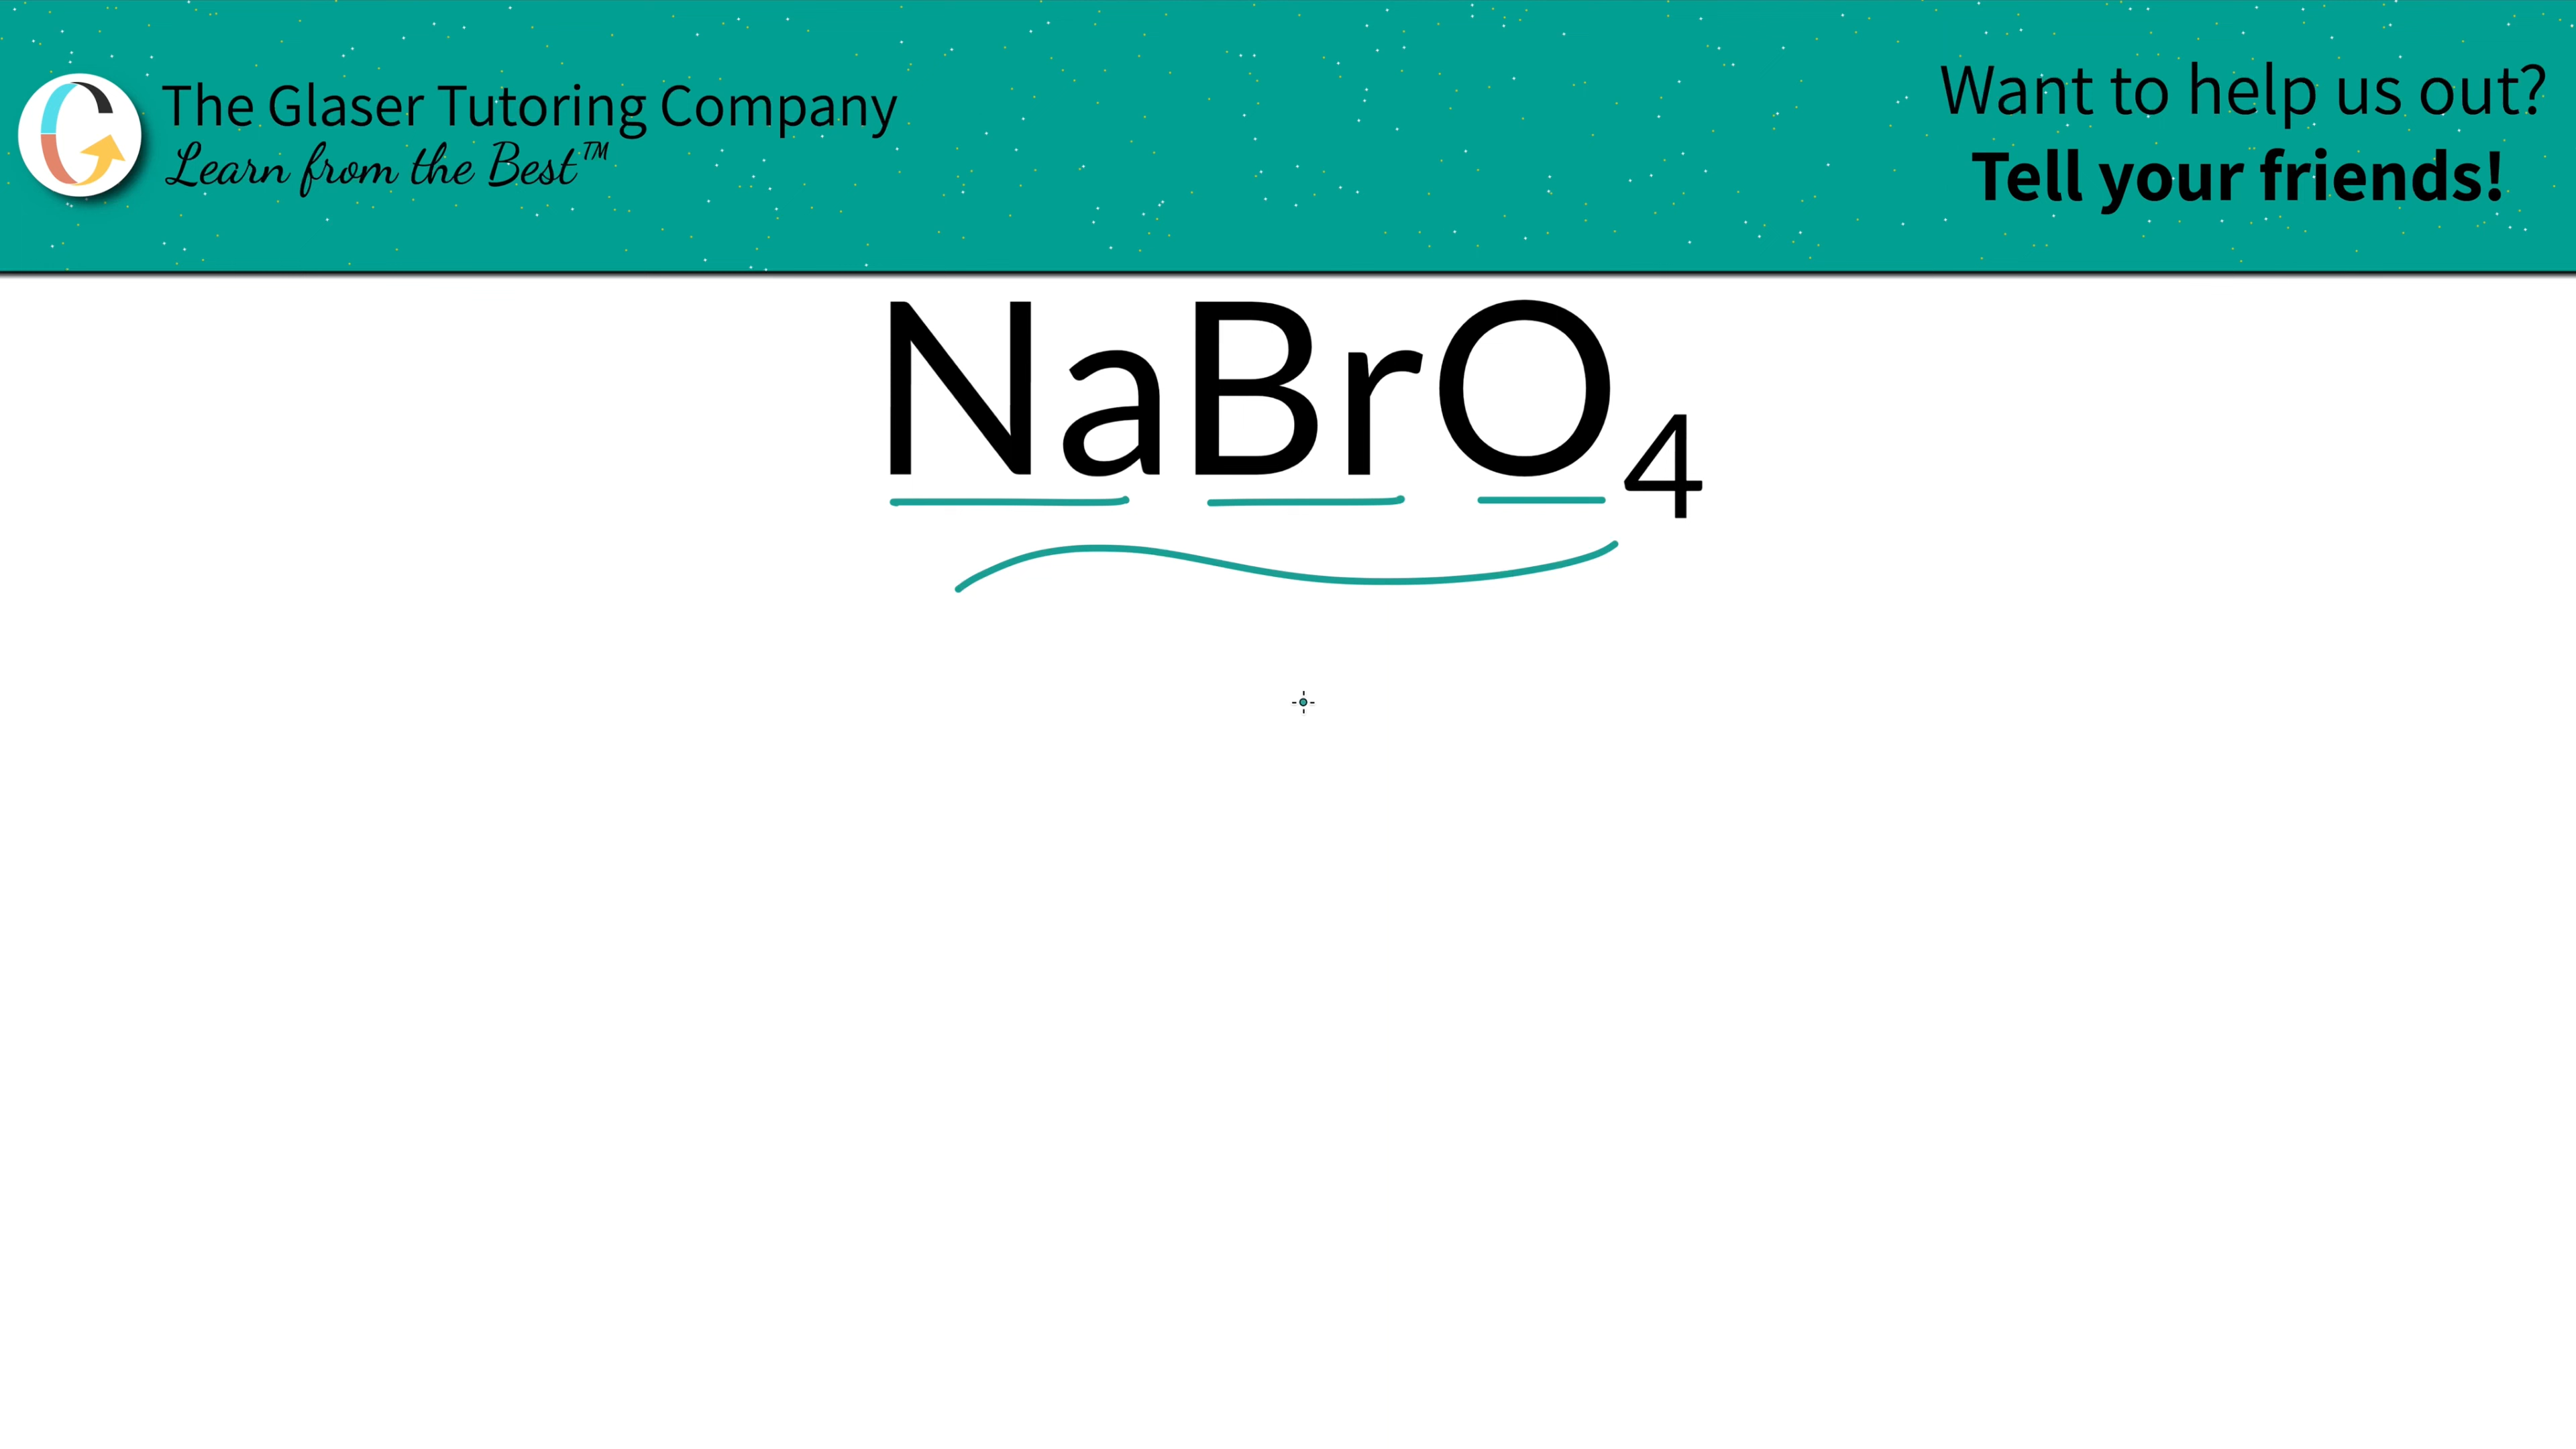 The Glaser Tutoring Company
Learn from the Best™
Want to help us out?
Tell your friends!
NaBrO₄